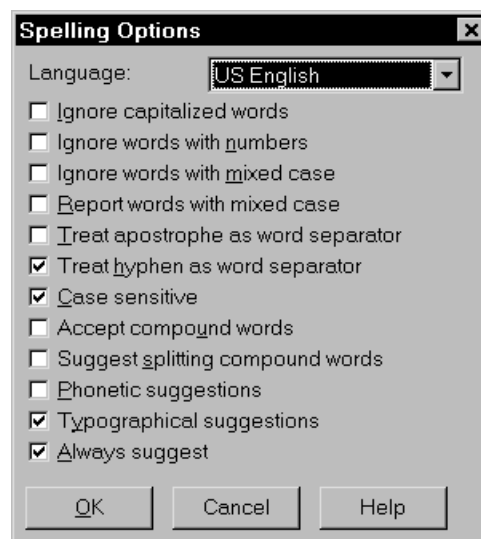 Spelling Options
Language: US English
Ignore capitalized words
Ignore words with numbers
Ignore words with mixed case
Report words with mixed case
Treat apostrophe as word separator
Treat hyphen as word separator
Case sensitive
Accept compound words
Suggest splitting compound words
Phonetic suggestions
Typographical suggestions
Always suggest
OK Cancel Help